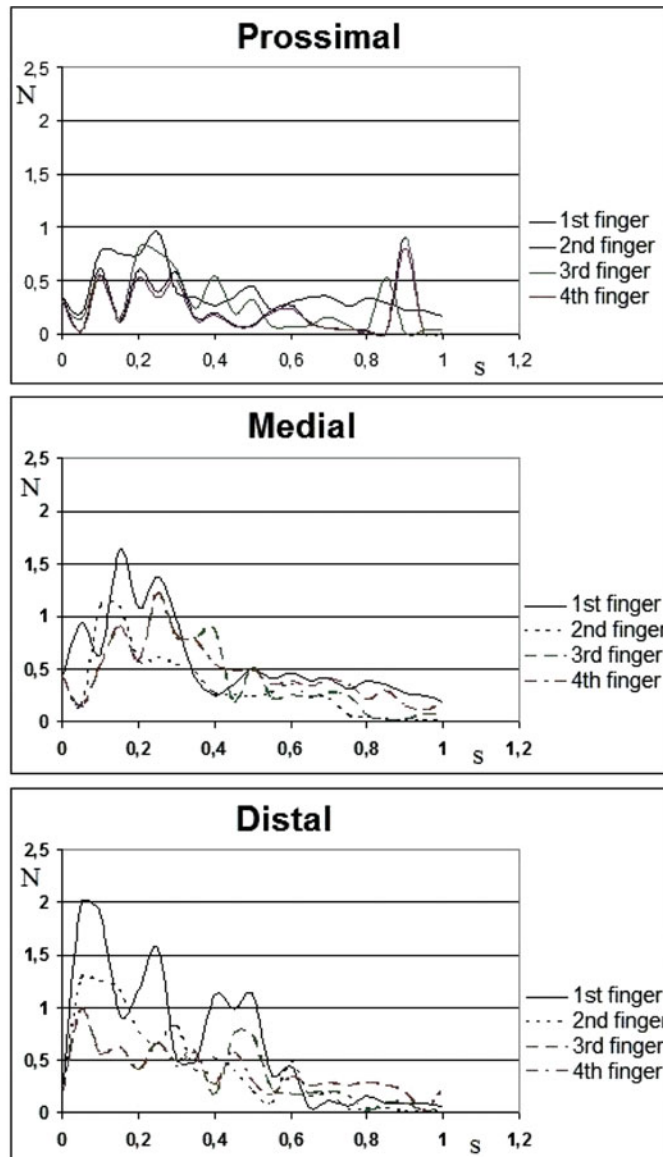 Prossimal
2,5
N
2
1,5
1
0,5
0
0 0,2 0,4 0,6 0,8 1 1,2
s
1st finger
2nd finger
3rd finger
4th finger
Medial
2,5
N
2
1,5
1
0,5
0
0 0,2 0,4 0,6 0,8 1 1,2
s
1st finger
2nd finger
3rd finger
4th finger
Distal
2,5
N
2
1,5
1
0,5
0
0 0,2 0,4 0,6 0,8 1 1,2
s
1st finger
2nd finger
3rd finger
4th finger